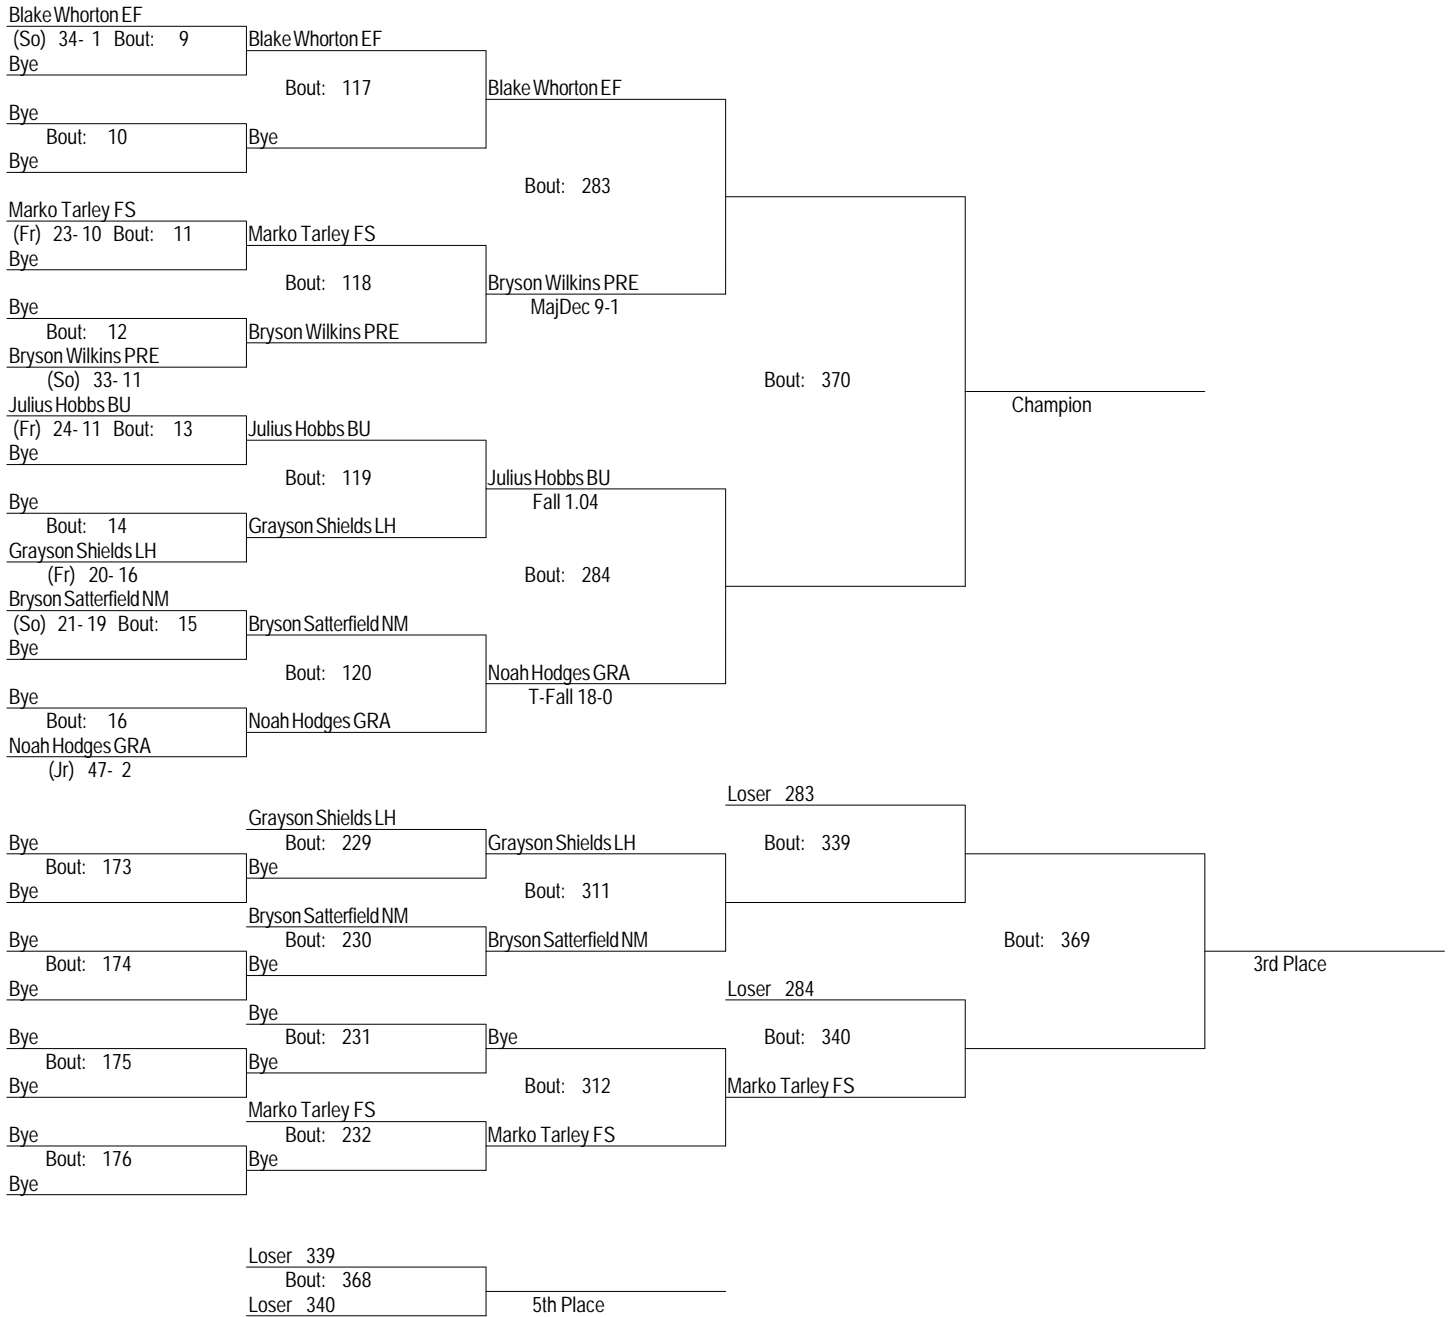 Blake Whorton EF
(So) 34- 1 Bout: 9 Blake Whorton EF
Bye
Bout: 117 Blake Whorton EF
Bye
Bout: 10 Bye
Bye
Bout: 283
Marko Tarley FS
(Fr) 23- 10 Bout: 11 Marko Tarley FS
Bye
Bout: 118 Bryson Wilkins PRE
Bye MajDec 9-1
Bout: 12 Bryson Wilkins PRE
Bryson Wilkins PRE
(So) 33- 11 Bout: 370
Julius Hobbs BU Champion
(Fr) 24- 11 Bout: 13 Julius Hobbs BU
Bye
Bout: 119 Julius Hobbs BU
Bye Fall 1.04
Bout: 14 Grayson Shields LH
Grayson Shields LH
(Fr) 20- 16 Bout: 284
Bryson Satterfield NM
(So) 21- 19 Bout: 15 Bryson Satterfield NM
Bye
Bout: 120 Noah Hodges GRA
Bye T-Fall 18-0
Bout: 16 Noah Hodges GRA
Noah Hodges GRA
(Jr) 47- 2
Loser 283
Grayson Shields LH
Bye Bout: 229 Grayson Shields LH Bout: 339
Bout: 173 Bye
Bye Bout: 311
Bryson Satterfield NM
Bye Bout: 230 Bryson Satterfield NM Bout: 369
Bout: 174 Bye 3rd Place
Bye Loser 284
Bye
Bye Bout: 231 Bye Bout: 340
Bout: 175 Bye
Bye Bout: 312 Marko Tarley FS
Marko Tarley FS
Bye Bout: 232 Marko Tarley FS
Bout: 176 Bye
Bye
Loser 339
Bout: 368
Loser 340 5th Place